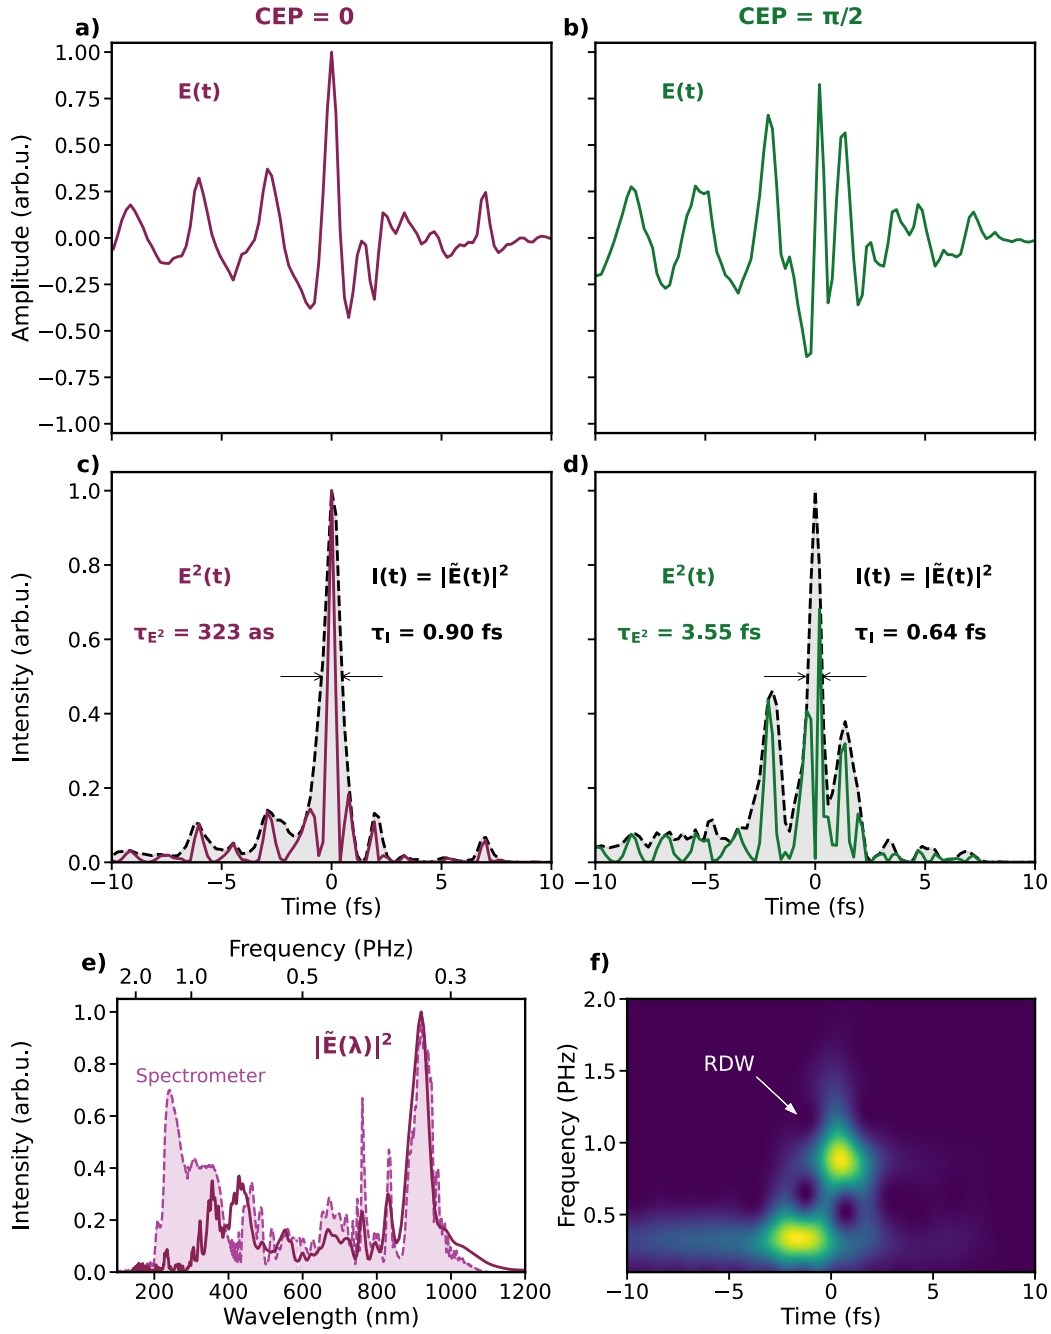 CEP = 0
CEP = π/2
a)
b)
E(t)
E(t)
Amplitude (arb.u.)
1.00
0.75
0.50
0.25
0.00
−0.25
−0.50
−0.75
−1.00
c)
d)
E²(t)
I(t) = |Ẽ(t)|²
τ_E² = 323 as
τ_I = 0.90 fs
E²(t)
I(t) = |Ẽ(t)|²
τ_E² = 3.55 fs
τ_I = 0.64 fs
Intensity (arb.u.)
1.0
0.8
0.6
0.4
0.2
0.0
−10 −5 0 5 10
Time (fs)
−10 −5 0 5 10
Time (fs)
e)
Frequency (PHz)
2.0 1.0 0.5 0.3
|Ẽ(λ)|²
Spectrometer
Intensity (arb.u.)
1.0
0.8
0.6
0.4
0.2
0.0
200 400 600 800 1000 1200
Wavelength (nm)
f)
RDW
Frequency (PHz)
2.0
1.5
1.0
0.5
−10 −5 0 5 10
Time (fs)